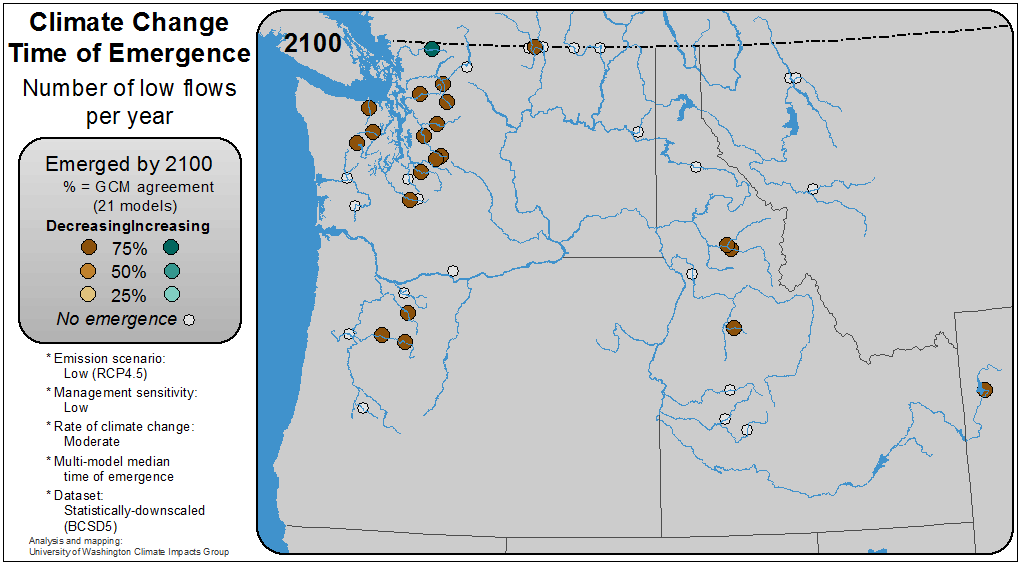 Climate Change
Time of Emergence
Number of low flows
per year
Emerged by 2100
% = GCM agreement
(21 models)
DecreasingIncreasing
75%
50%
25%
No emergence
* Emission scenario:
Low (RCP4.5)
* Management sensitivity:
Low
* Rate of climate change:
Moderate
* Multi-model median
time of emergence
* Dataset:
Statistically-downscaled
(BCSD5)
Analysis and mapping:
University of Washington Climate Impacts Group
2100